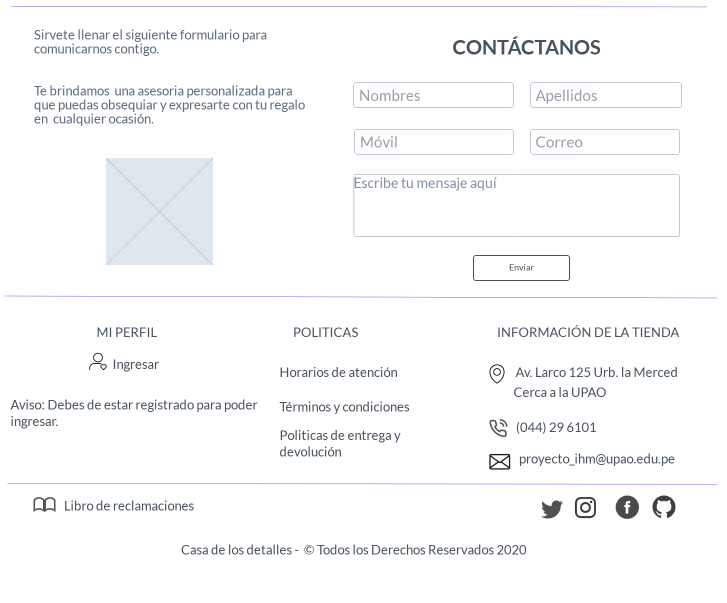 Sirvete llenar el siguiente formulario para
comunicarnos contigo.
Te brindamos una asesoria personalizada para
que puedas obsequiar y expresarte con tu regalo
en cualquier ocasión.
CONTÁCTANOS
Nombres
Apellidos
Móvil
Correo
Escribe tu mensaje aquí
Enviar
MI PERFIL
Ingresar
Aviso: Debes de estar registrado para poder
ingresar.
POLITICAS
Horarios de atención
Términos y condiciones
Politicas de entrega y
devolución
INFORMACIÓN DE LA TIENDA
Av. Larco 125 Urb. la Merced
Cerca a la UPAO
(044) 29 6101
proyecto_ihm@upao.edu.pe
Libro de reclamaciones
Casa de los detalles - © Todos los Derechos Reservados 2020